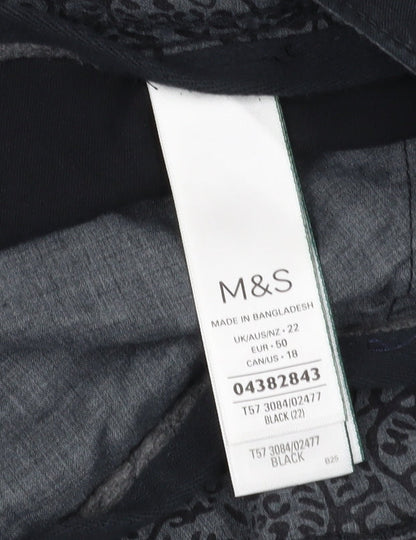 M&S
MADE IN BANGLADESH
UK/AUS/NZ - 22
EUR - 50
CAN/US - 18
04382843
T57 3084/02477
BLACK (22)
T57 3084/02477
BLACK B25